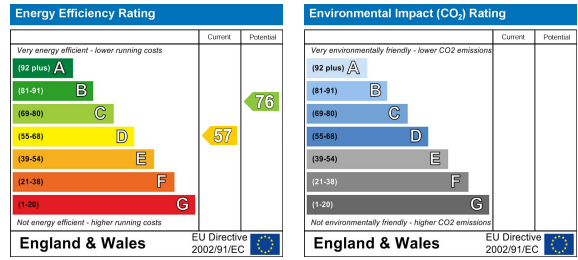 Energy Efficiency Rating
Current Potential
Very energy efficient - lower running costs
(92 plus) A
(81-91) B
(69-80) C
(55-68) D
(39-54) E
(21-38) F
(1-20) G
57
76
Not energy efficient - higher running costs
England & Wales
EU Directive
2002/91/EC
Environmental Impact (CO₂) Rating
Current Potential
Very environmentally friendly - lower CO2 emissions
(92 plus) A
(81-91) B
(69-80) C
(55-68) D
(39-54) E
(21-38) F
(1-20) G
Not environmentally friendly - higher CO2 emissions
England & Wales
EU Directive
2002/91/EC